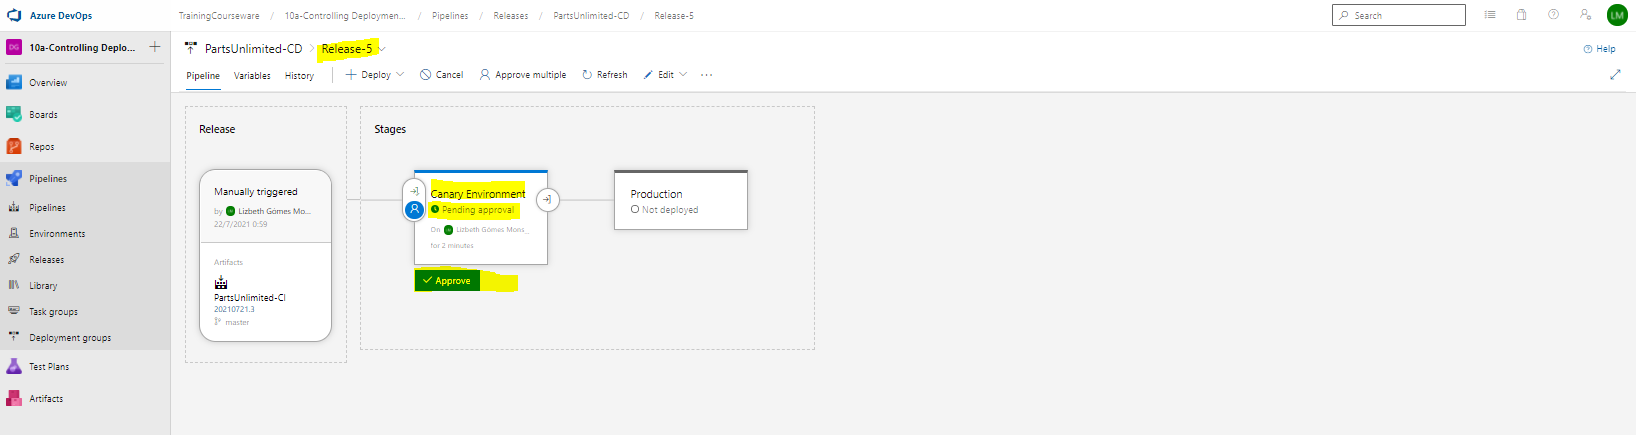 Azure DevOps
TrainingCourseware / 10a-Controlling Deploymen... / Pipelines / Releases / PartsUnlimited-CD / Release-5
Search
LM
DG 10a-Controlling Deplo... +
Overview
Boards
Repos
Pipelines
Pipelines
Environments
Releases
Library
Task groups
Deployment groups
Test Plans
Artifacts
PartsUnlimited-CD > Release-5
Help
Pipeline Variables History + Deploy Cancel Approve multiple Refresh Edit ...
Release
Manually triggered
by Lizbeth Gómes Mo...
22/7/2021 0:59
Artifacts
PartsUnlimited-CI
20210721.3
master
Stages
Canary Environment
Pending approval
On Lizbeth Gómes Mons...
for 2 minutes
Approve
Production
Not deployed